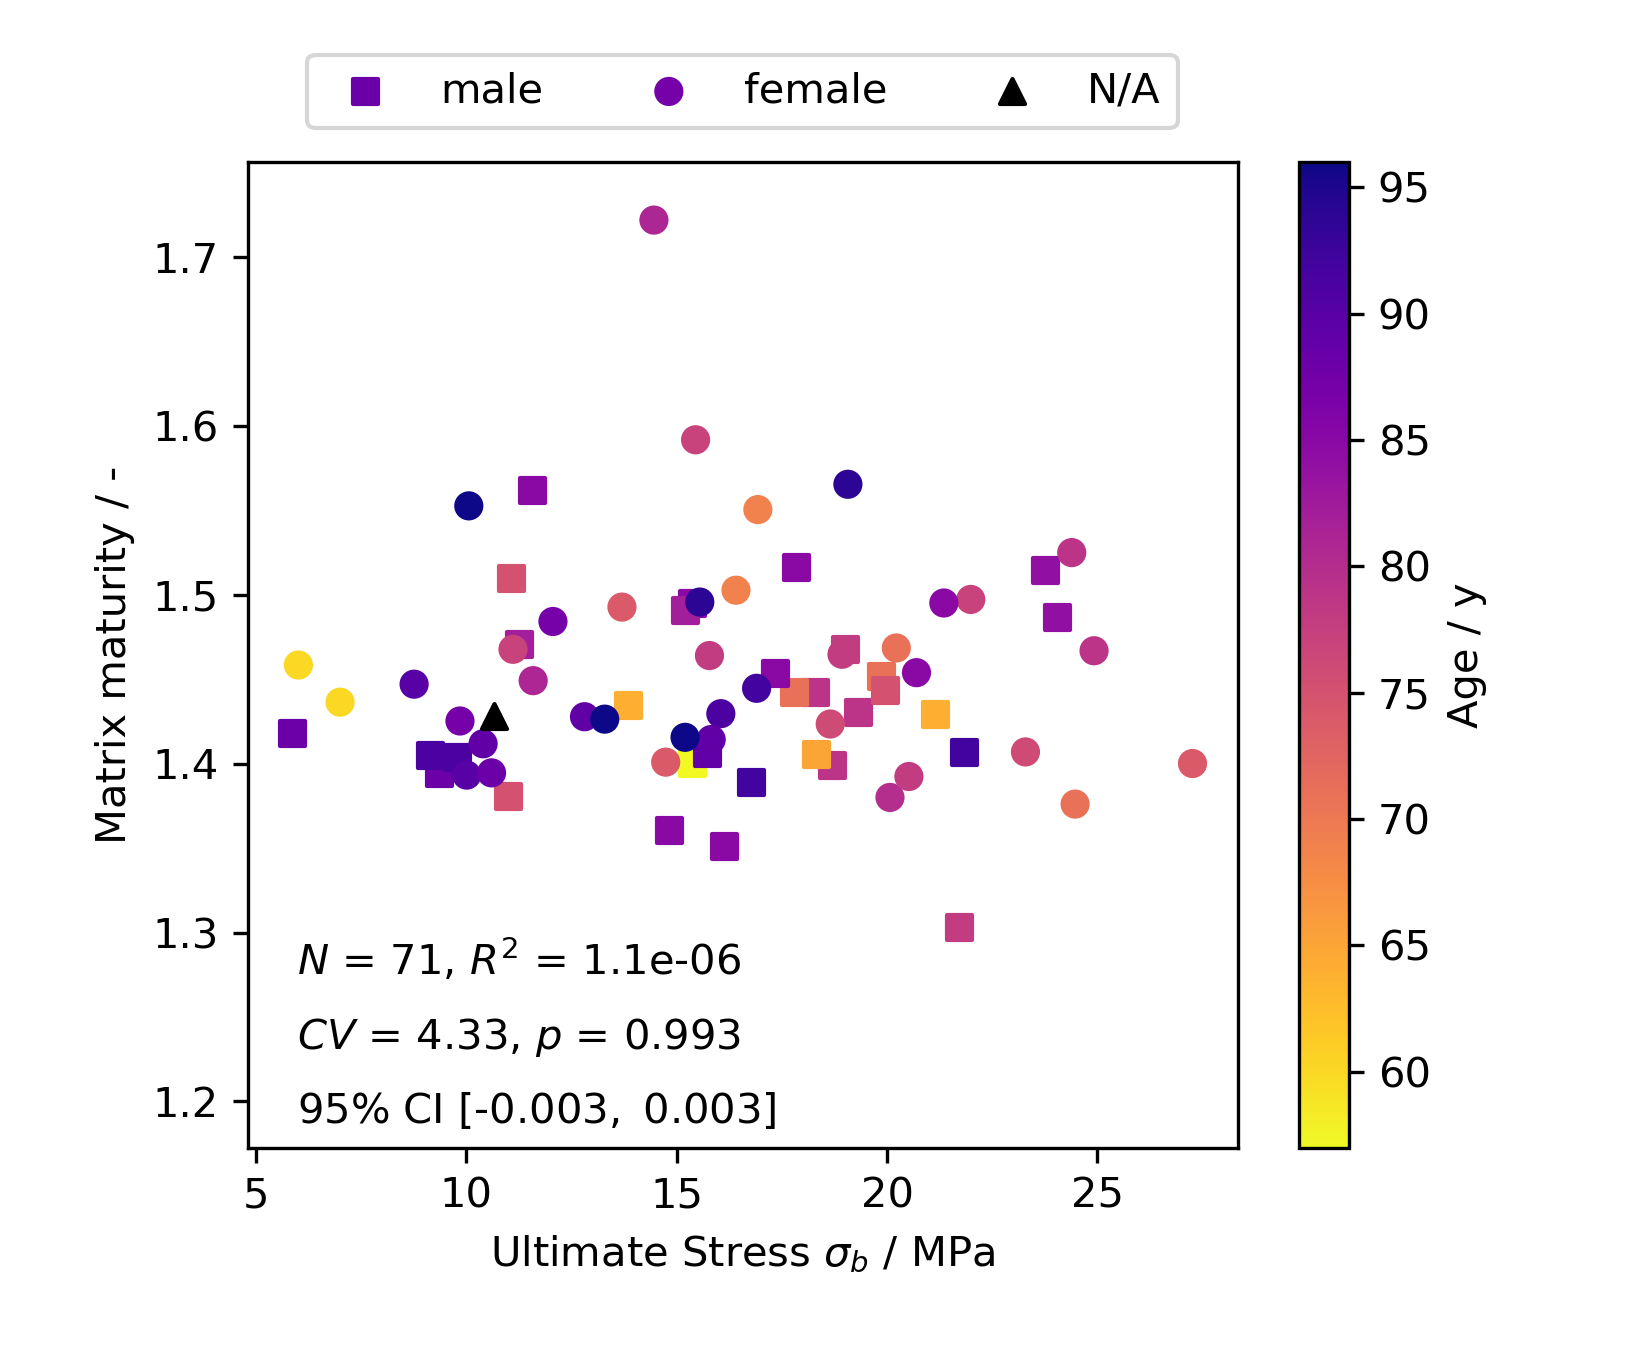 male female N/A
1.7
1.6
1.5
1.4
1.3
1.2
Matrix maturity / -
N = 71, R² = 1.1e-06
CV = 4.33, p = 0.993
95% CI [-0.003, 0.003]
5 10 15 20 25
Ultimate Stress σ_b / MPa
95
90
85
80
75
70
65
60
Age / y